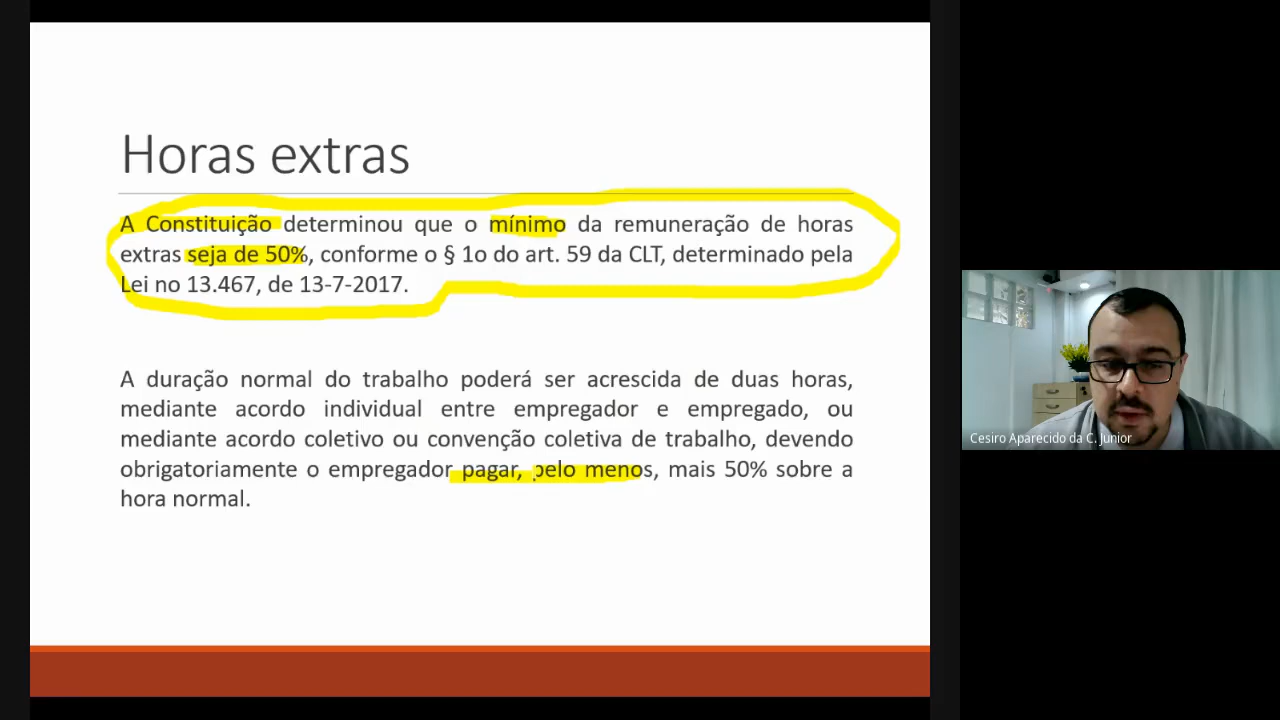 Horas extras
A Constituição determinou que o mínimo da remuneração de horas
extras seja de 50%, conforme o § 1o do art. 59 da CLT, determinado pela
Lei no 13.467, de 13-7-2017.
A duração normal do trabalho poderá ser acrescida de duas horas,
mediante acordo individual entre empregador e empregado, ou
mediante acordo coletivo ou convenção coletiva de trabalho, devendo
obrigatoriamente o empregador pagar, pelo menos, mais 50% sobre a
hora normal.
Cesiro Aparecido da C. Junior